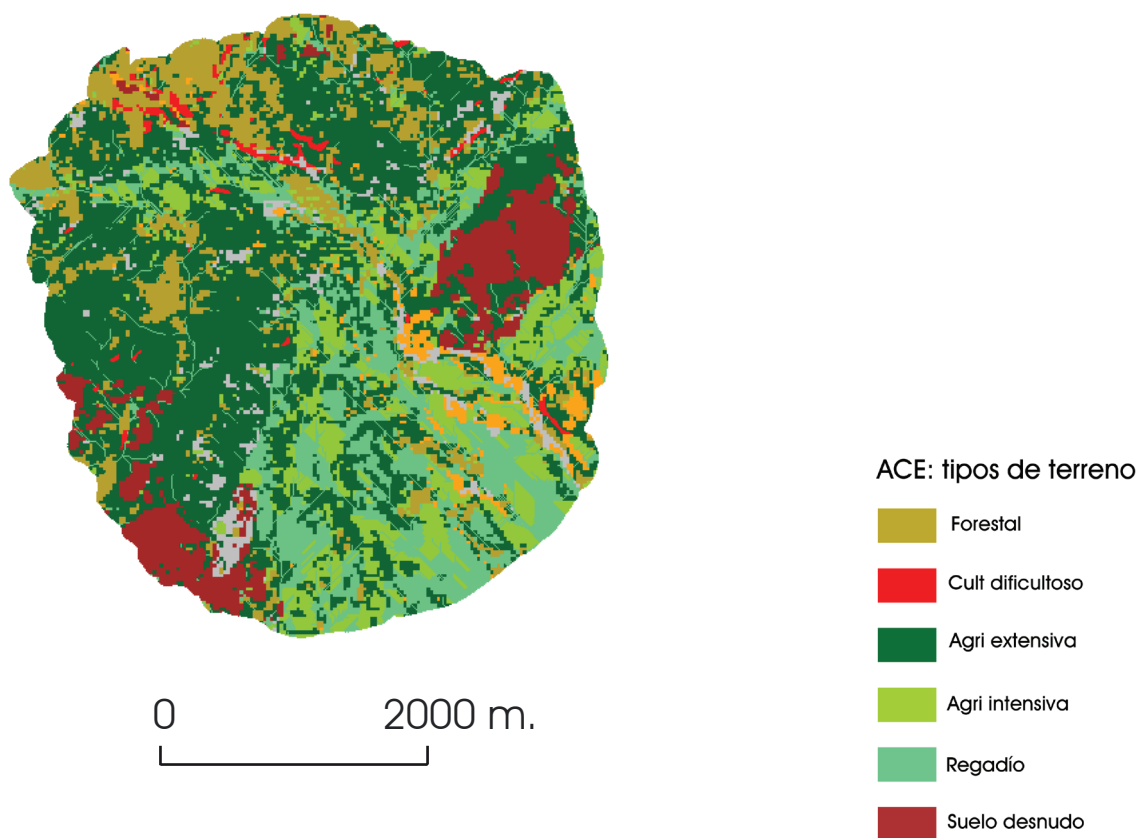 0 2000 m.
ACE: tipos de terreno
Forestal
Cult dificultoso
Agri extensiva
Agri intensiva
Regadío
Suelo desnudo